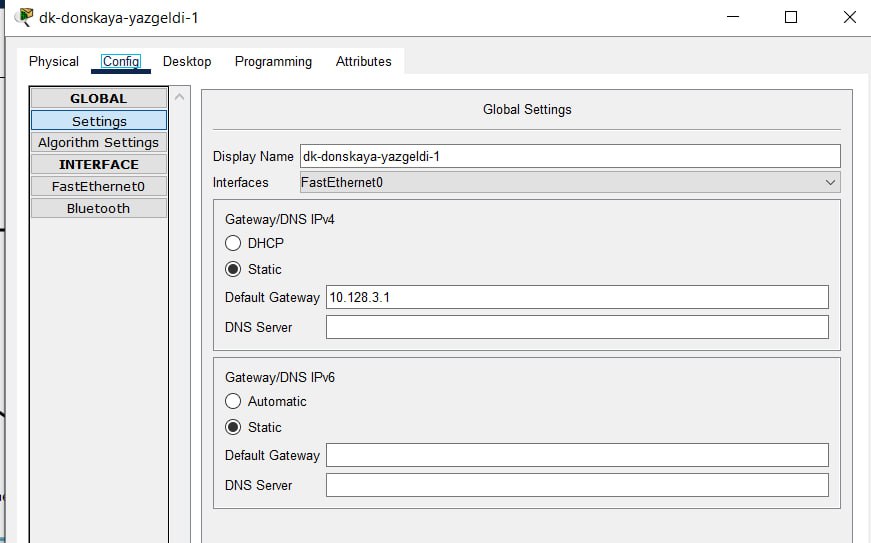 dk-donskaya-yazgeldi-1
Physical Config Desktop Programming Attributes
GLOBAL
Settings
Algorithm Settings
INTERFACE
FastEthernet0
Bluetooth
Global Settings
Display Name dk-donskaya-yazgeldi-1
Interfaces FastEthernet0
Gateway/DNS IPv4
DHCP
Static
Default Gateway 10.128.3.1
DNS Server
Gateway/DNS IPv6
Automatic
Static
Default Gateway
DNS Server